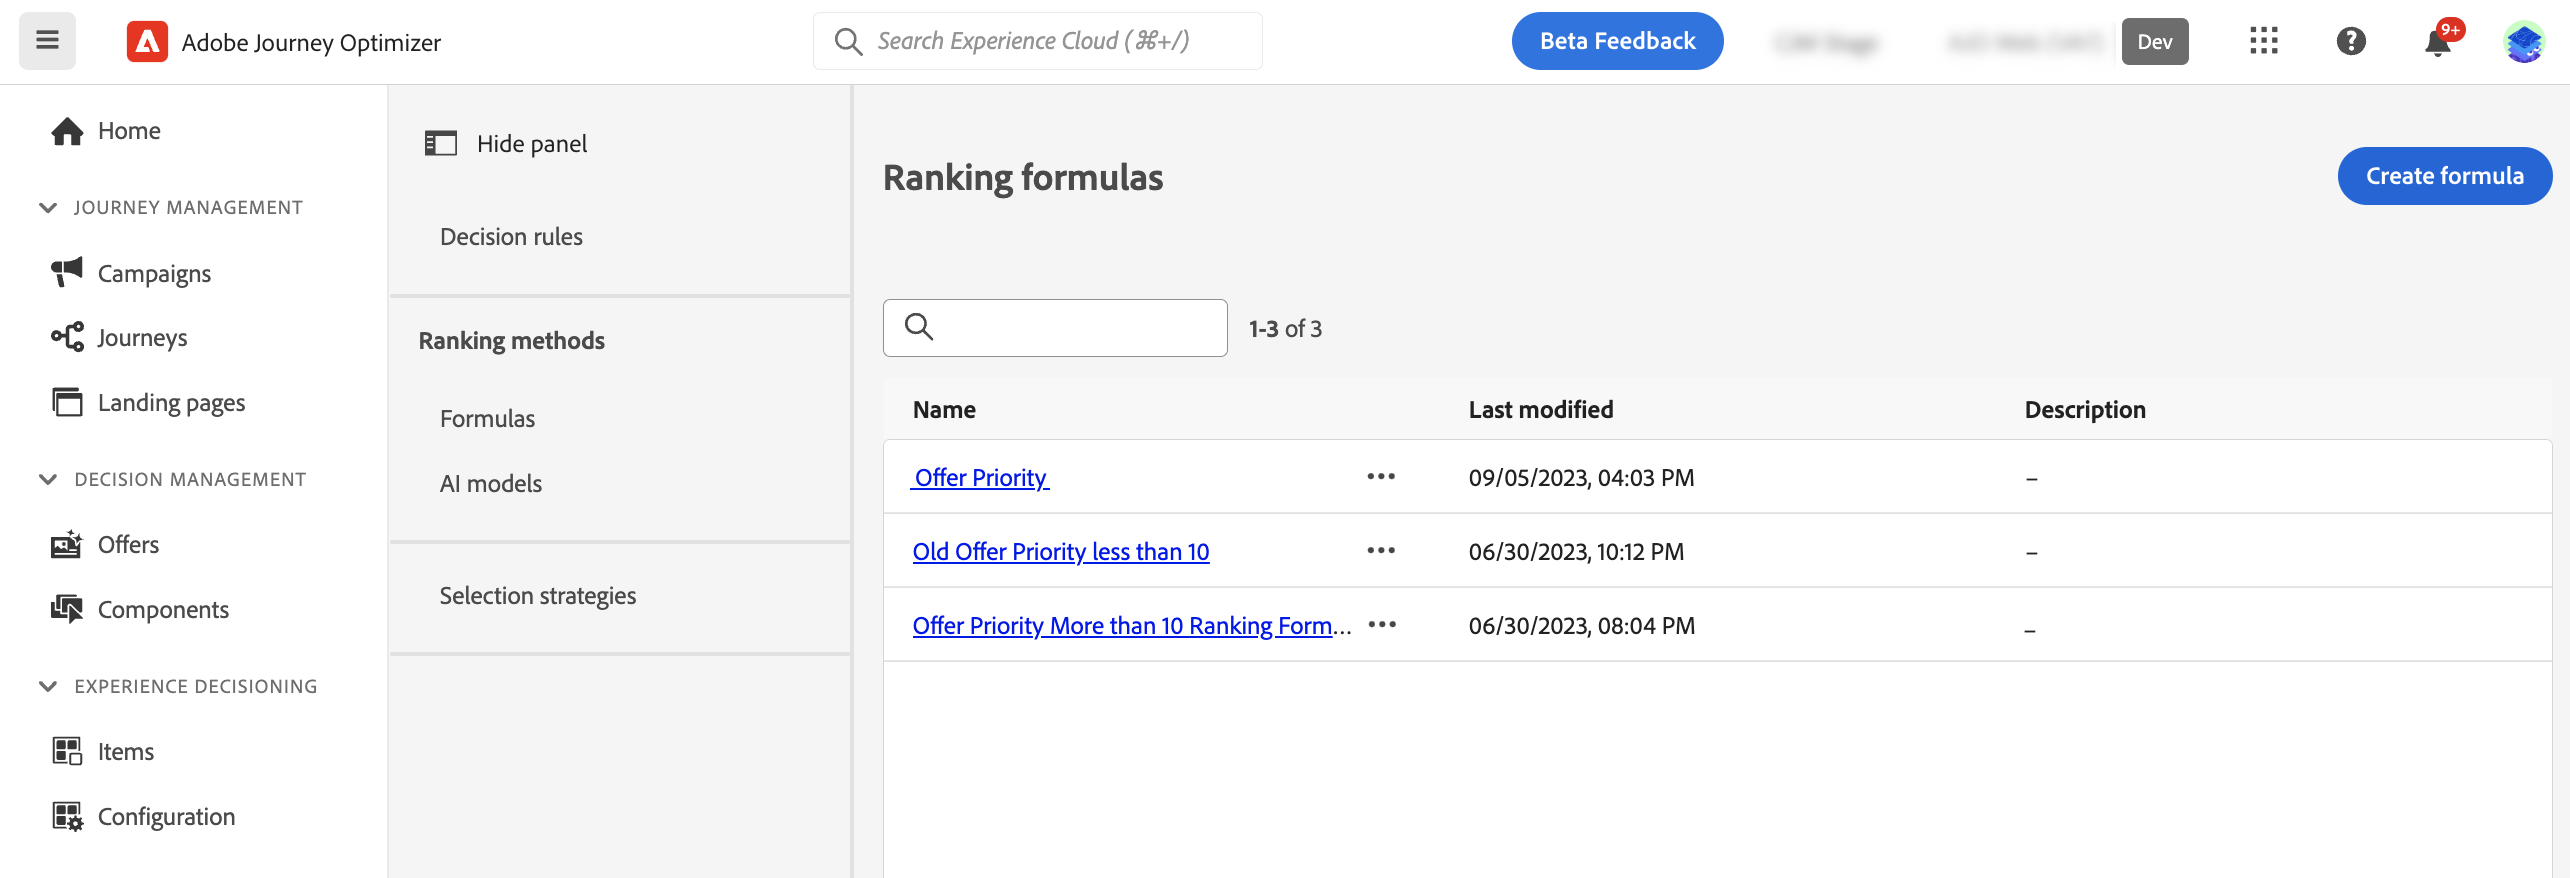 Adobe Journey Optimizer
Search Experience Cloud (⌘+/)
Beta Feedback
Dev
9+
Home
JOURNEY MANAGEMENT
Campaigns
Journeys
Landing pages
DECISION MANAGEMENT
Offers
Components
EXPERIENCE DECISIONING
Items
Configuration
Hide panel
Decision rules
Ranking methods
Formulas
AI models
Selection strategies
Ranking formulas
Create formula
1-3 of 3
Name Last modified Description
Offer Priority ••• 09/05/2023, 04:03 PM –
Old Offer Priority less than 10 ••• 06/30/2023, 10:12 PM –
Offer Priority More than 10 Ranking Form... ••• 06/30/2023, 08:04 PM –